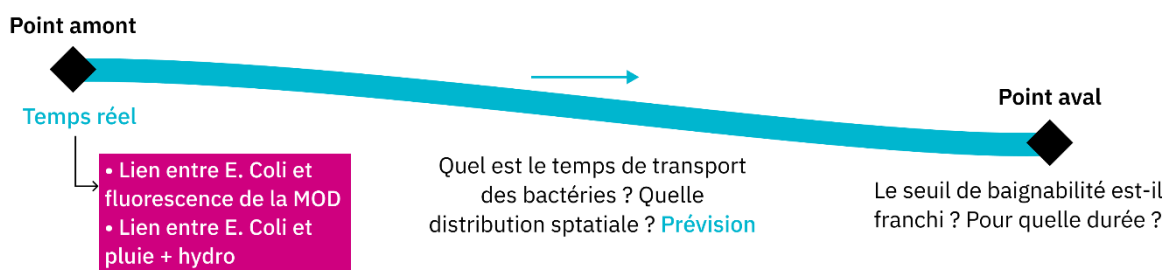 Point amont
Temps réel
• Lien entre E. Coli et
fluorescence de la MOD
• Lien entre E. Coli et
pluie + hydro
Quel est le temps de transport
des bactéries ? Quelle
distribution sptatiale ? Prévision
Point aval
Le seuil de baignabilité est-il
franchi ? Pour quelle durée ?